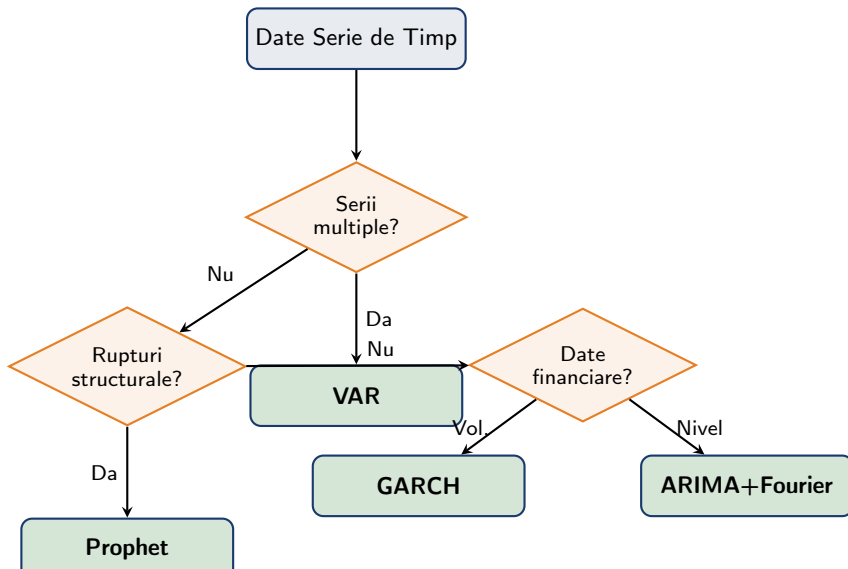 Date Serie de Timp
Serii
multiple?
Nu
Da
Nu
Rupturi
structurale?
Date
financiare?
VAR
Vol.
Nivel
Da
GARCH
ARIMA+Fourier
Prophet